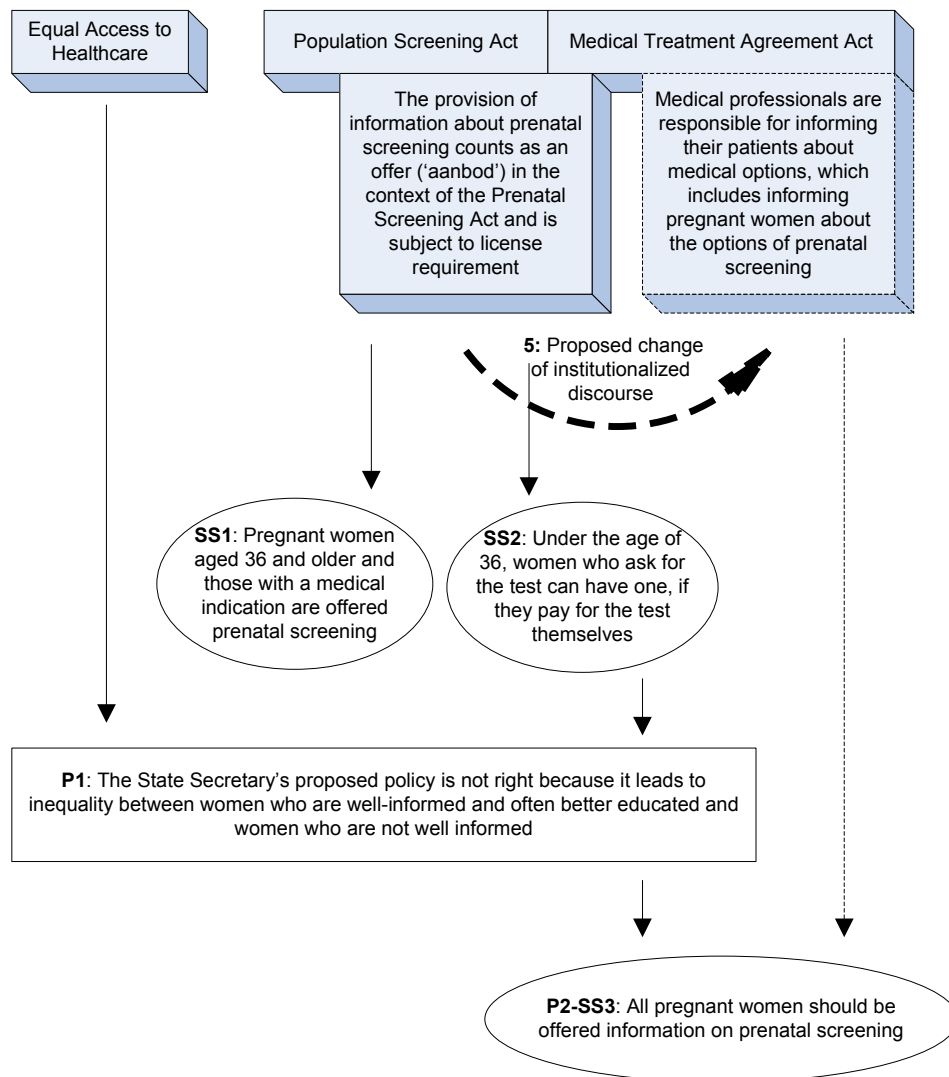 Equal Access to
Healthcare
Population Screening Act
Medical Treatment Agreement Act
The provision of
information about prenatal
screening counts as an
offer (‘aanbod’) in the
context of the Prenatal
Screening Act and is
subject to license
requirement
Medical professionals are
responsible for informing
their patients about
medical options, which
includes informing
pregnant women about
the options of prenatal
screening
5: Proposed change
of institutionalized
discourse
SS1: Pregnant women
aged 36 and older and
those with a medical
indication are offered
prenatal screening
SS2: Under the age of
36, women who ask for
the test can have one, if
they pay for the test
themselves
P1: The State Secretary’s proposed policy is not right because it leads to
inequality between women who are well-informed and often better educated and
women who are not well informed
P2-SS3: All pregnant women should be
offered information on prenatal screening